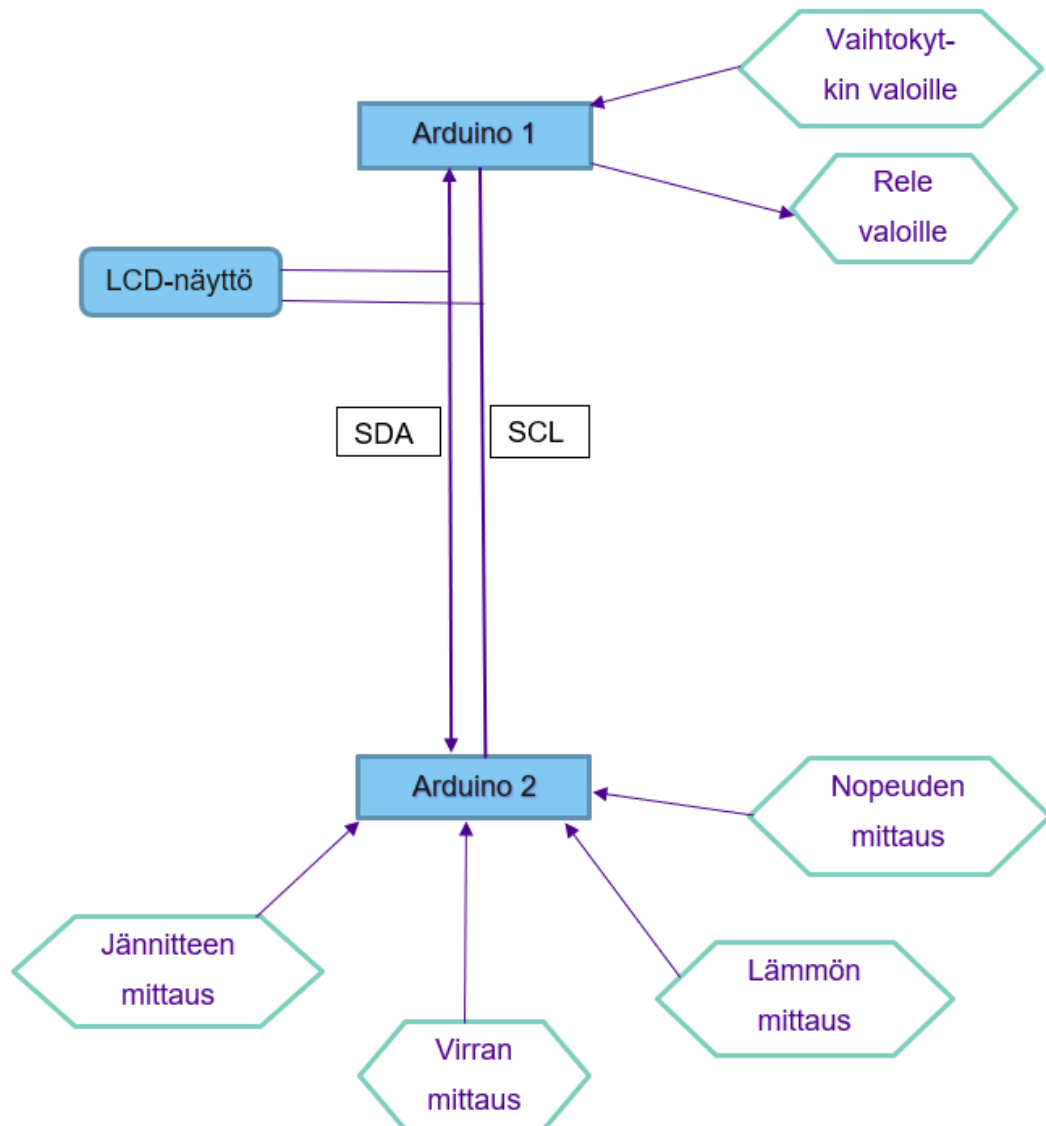 Vaihtokyt-
kin valoille
Arduino 1
Rele
valoille
LCD-näyttö
SDA
SCL
Arduino 2
Nopeuden
mittaus
Jännitteen
mittaus
Lämmön
mittaus
Virran
mittaus